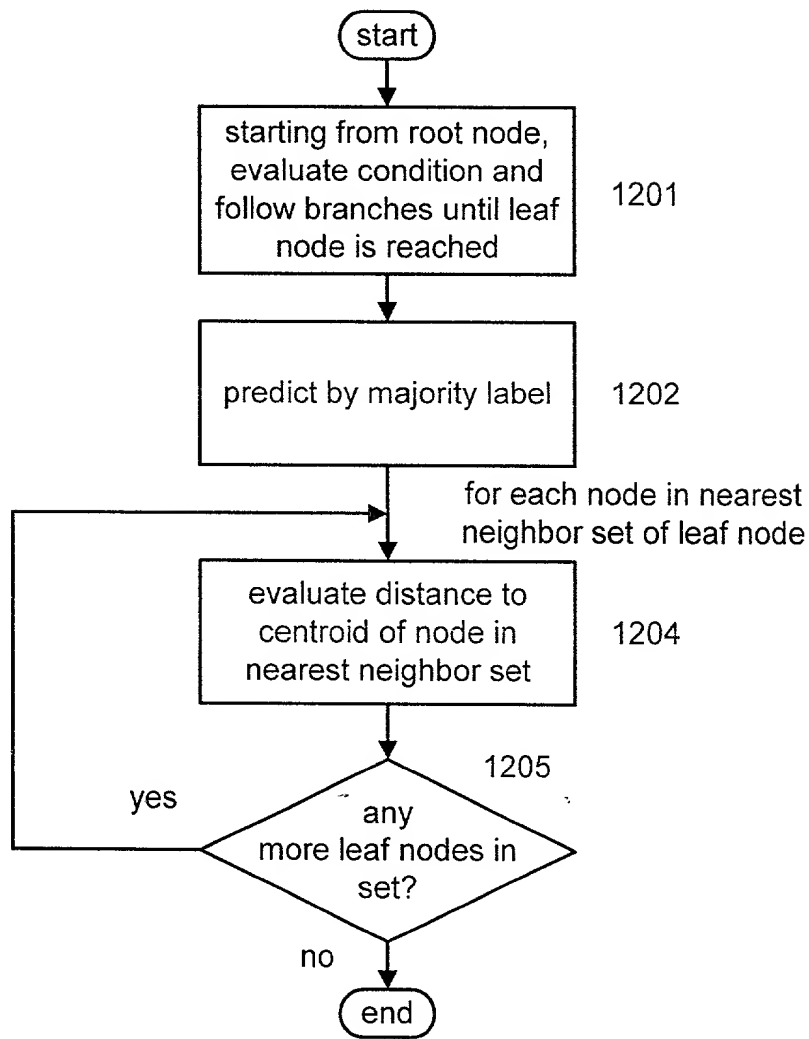 start
starting from root node,
evaluate condition and
follow branches until leaf
node is reached
1201
predict by majority label
1202
for each node in nearest
neighbor set of leaf node
evaluate distance to
centroid of node in
nearest neighbor set
1204
1205
yes
any
more leaf nodes in
set?
no
end